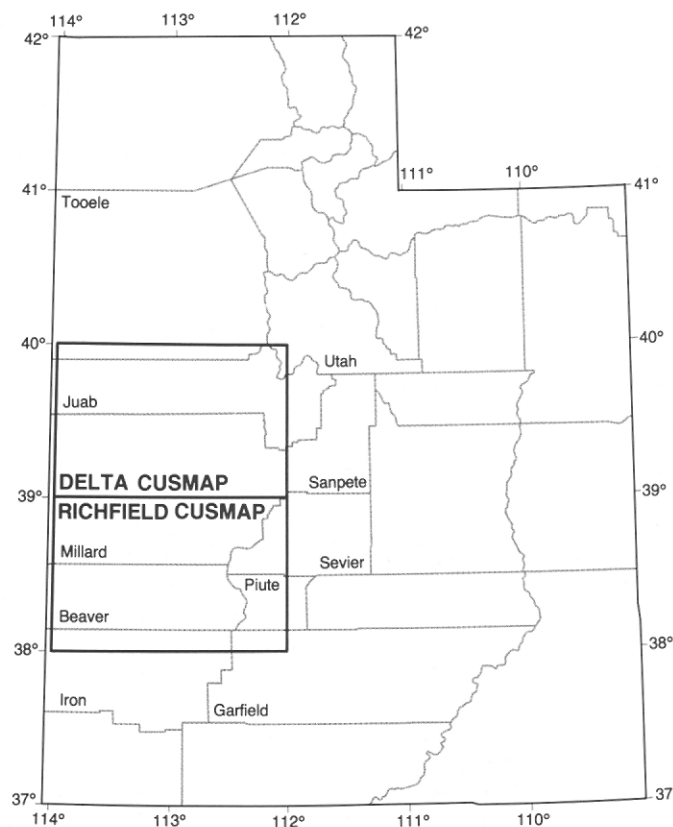 114° 113° 112°
42° 42°
111° 110°
41° 41°
Tooele
40° 40°
Utah
Juab
DELTA CUSMAP
Sanpete
39° 39°
RICHFIELD CUSMAP
Millard
Sevier
Piute
Beaver
38° 38°
Iron
Garfield
37° 37
114° 113° 112° 111° 110°